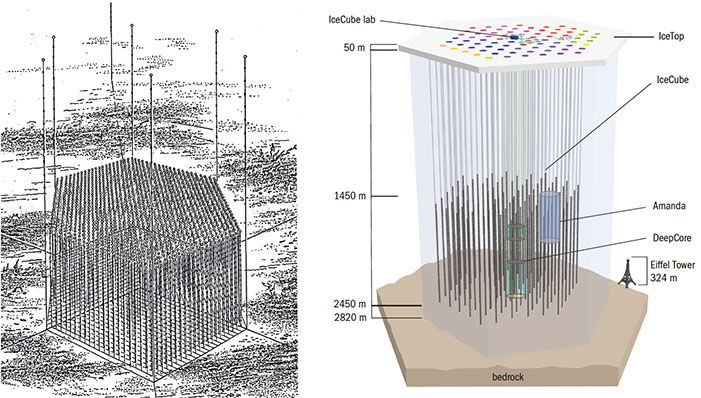 IceCube lab
50 m
IceTop
IceCube
1450 m
Amanda
DeepCore
Eiffel Tower
324 m
2450 m
2820 m
bedrock